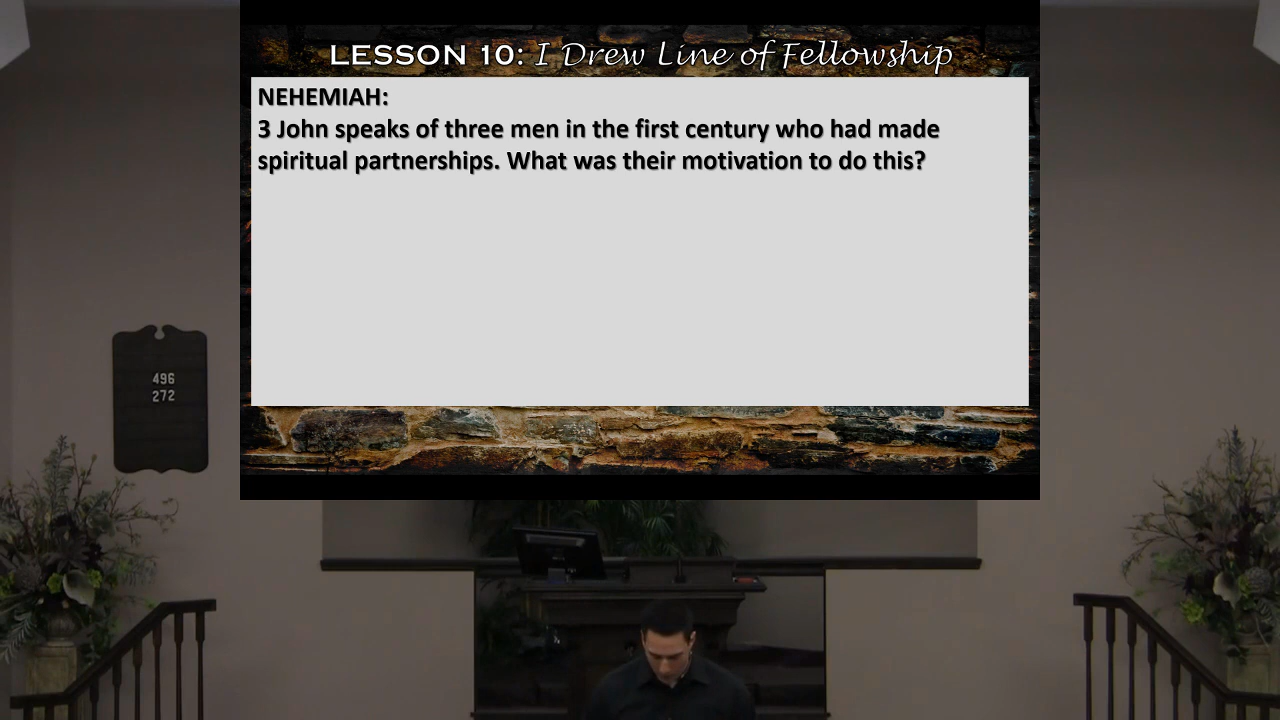 LESSON 10: I Drew Line of Fellowship
NEHEMIAH:
3 John speaks of three men in the first century who had made
spiritual partnerships. What was their motivation to do this?
496
272